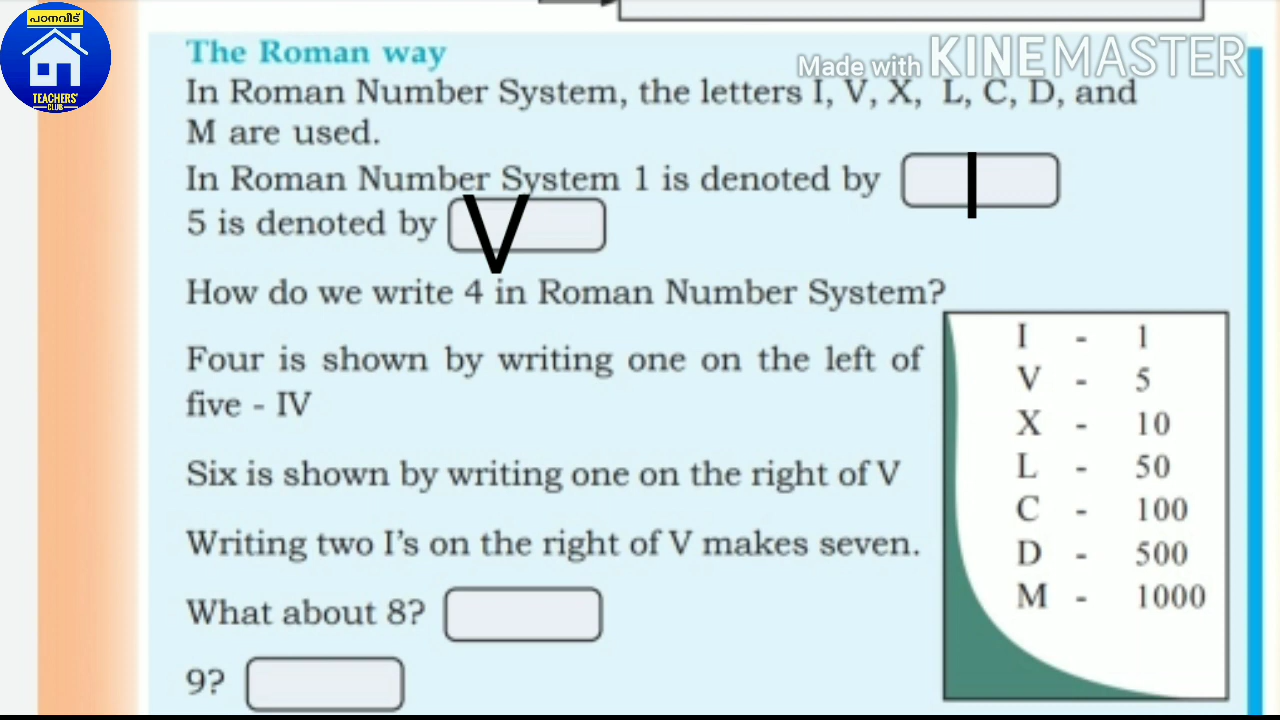 പഠനവീട്
TEACHERS'
CLUB
Made with KINEMASTER
The Roman way
In Roman Number System, the letters I, V, X, L, C, D, and
M are used.
In Roman Number System 1 is denoted by I
5 is denoted by V
How do we write 4 in Roman Number System?
Four is shown by writing one on the left of
five - IV
Six is shown by writing one on the right of V
Writing two I's on the right of V makes seven.
What about 8?
9?
I - 1
V - 5
X - 10
L - 50
C - 100
D - 500
M - 1000